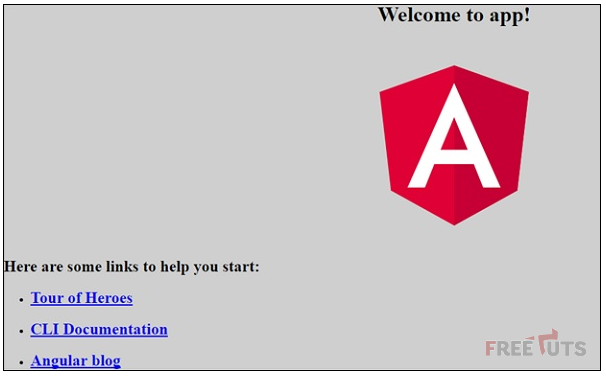 Welcome to app!
A
Here are some links to help you start:
Tour of Heroes
CLI Documentation
Angular blog
FREETUTS